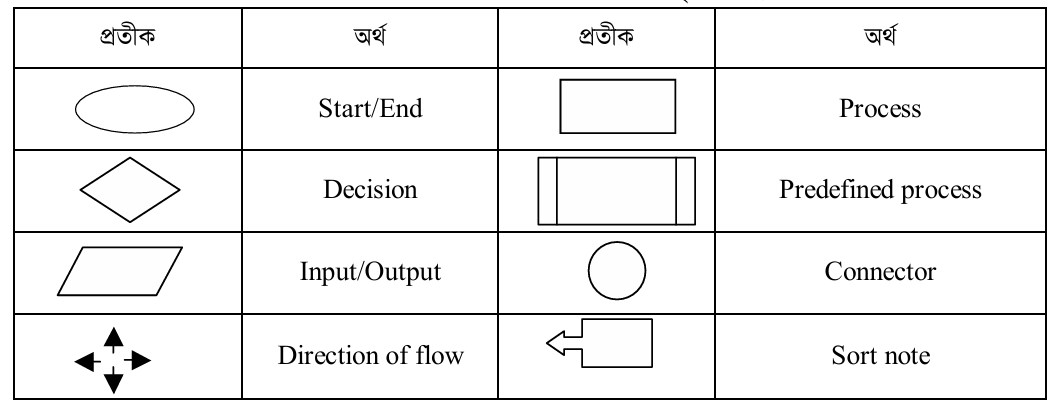 প্রতীক অর্থ প্রতীক অর্থ
Start/End Process
Decision Predefined process
Input/Output Connector
Direction of flow Sort note